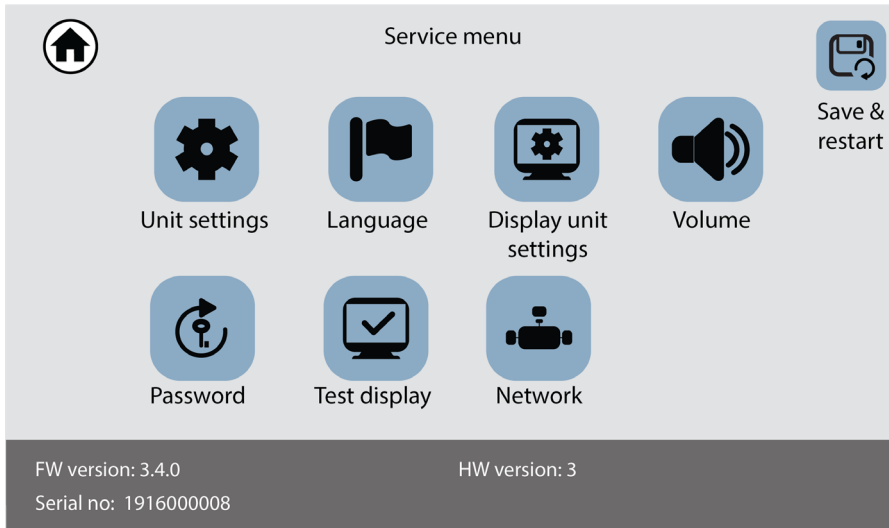 Service menu
Save &
restart
Unit settings
Language
Display unit
settings
Volume
Password
Test display
Network
FW version: 3.4.0
HW version: 3
Serial no: 1916000008